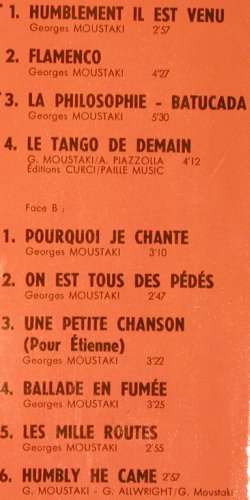 1. HUMBLEMENT IL EST VENU
Georges MOUSTAKI 2'57
2. FLAMENCO
Georges MOUSTAKI 4'27
3. LA PHILOSOPHIE - BATUCADA
Georges MOUSTAKI 5'30
4. LE TANGO DE DEMAIN
G. MOUSTAKI/A. PIAZZOLLA 4'12
Éditions CURCI/PAILLE MUSIC
Face B :
1. POURQUOI JE CHANTE
Georges MOUSTAKI 3'10
2. ON EST TOUS DES PÉDÉS
Georges MOUSTAKI 2'47
3. UNE PETITE CHANSON
(Pour Étienne)
Georges MOUSTAKI 3'22
4. BALLADE EN FUMÉE
Georges MOUSTAKI 3'25
5. LES MILLE ROUTES
Georges MOUSTAKI 2'55
6. HUMBLY HE CAME 2'57
G. MOUSTAKI - G. ALLWRIGHT/G. Moustaki